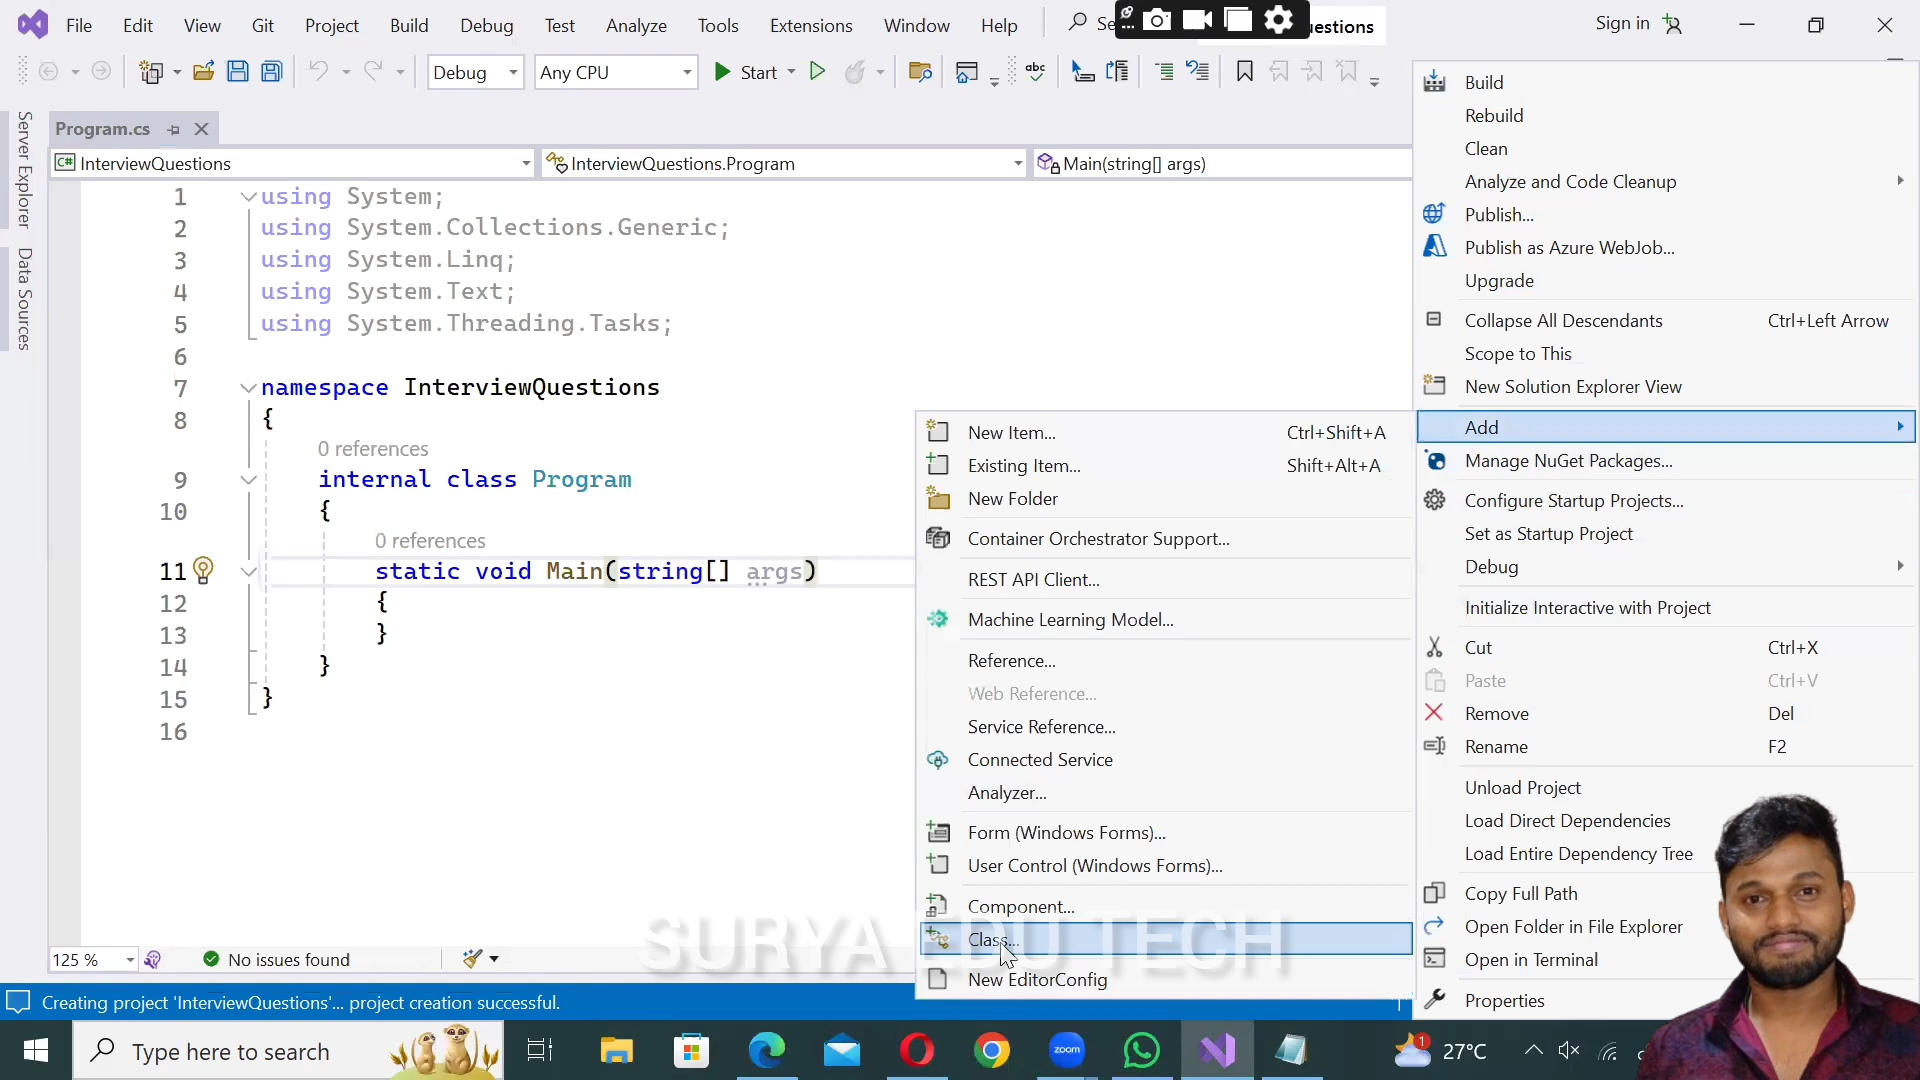 File Edit View Git Project Build Debug Test Analyze Tools Extensions Window Help
estions
Sign in
Debug
Any CPU
Start
Server Explorer
Data Sources
Program.cs
InterviewQuestions
InterviewQuestions.Program
Main(string[] args)
1 using System;
2 using System.Collections.Generic;
3 using System.Linq;
4 using System.Text;
5 using System.Threading.Tasks;
6
7 namespace InterviewQuestions
8 {
0 references
9 internal class Program
10 {
0 references
11 static void Main(string[] args)
12 {
13 }
14 }
15 }
16
New Item... Ctrl+Shift+A
Existing Item... Shift+Alt+A
New Folder
Container Orchestrator Support...
REST API Client...
Machine Learning Model...
Reference...
Web Reference...
Service Reference...
Connected Service
Analyzer...
Form (Windows Forms)...
User Control (Windows Forms)...
Component...
Class...
New EditorConfig
Build
Rebuild
Clean
Analyze and Code Cleanup
Publish...
Publish as Azure WebJob...
Upgrade
Collapse All Descendants Ctrl+Left Arrow
Scope to This
New Solution Explorer View
Add
Manage NuGet Packages...
Configure Startup Projects...
Set as Startup Project
Debug
Initialize Interactive with Project
Cut Ctrl+X
Paste Ctrl+V
Remove Del
Rename F2
Unload Project
Load Direct Dependencies
Load Entire Dependency Tree
Copy Full Path
Open Folder in File Explorer
Open in Terminal
Properties
SURYA EDU TECH
125 %
No issues found
Creating project 'InterviewQuestions'... project creation successful.
Type here to search
zoom
1
27°C